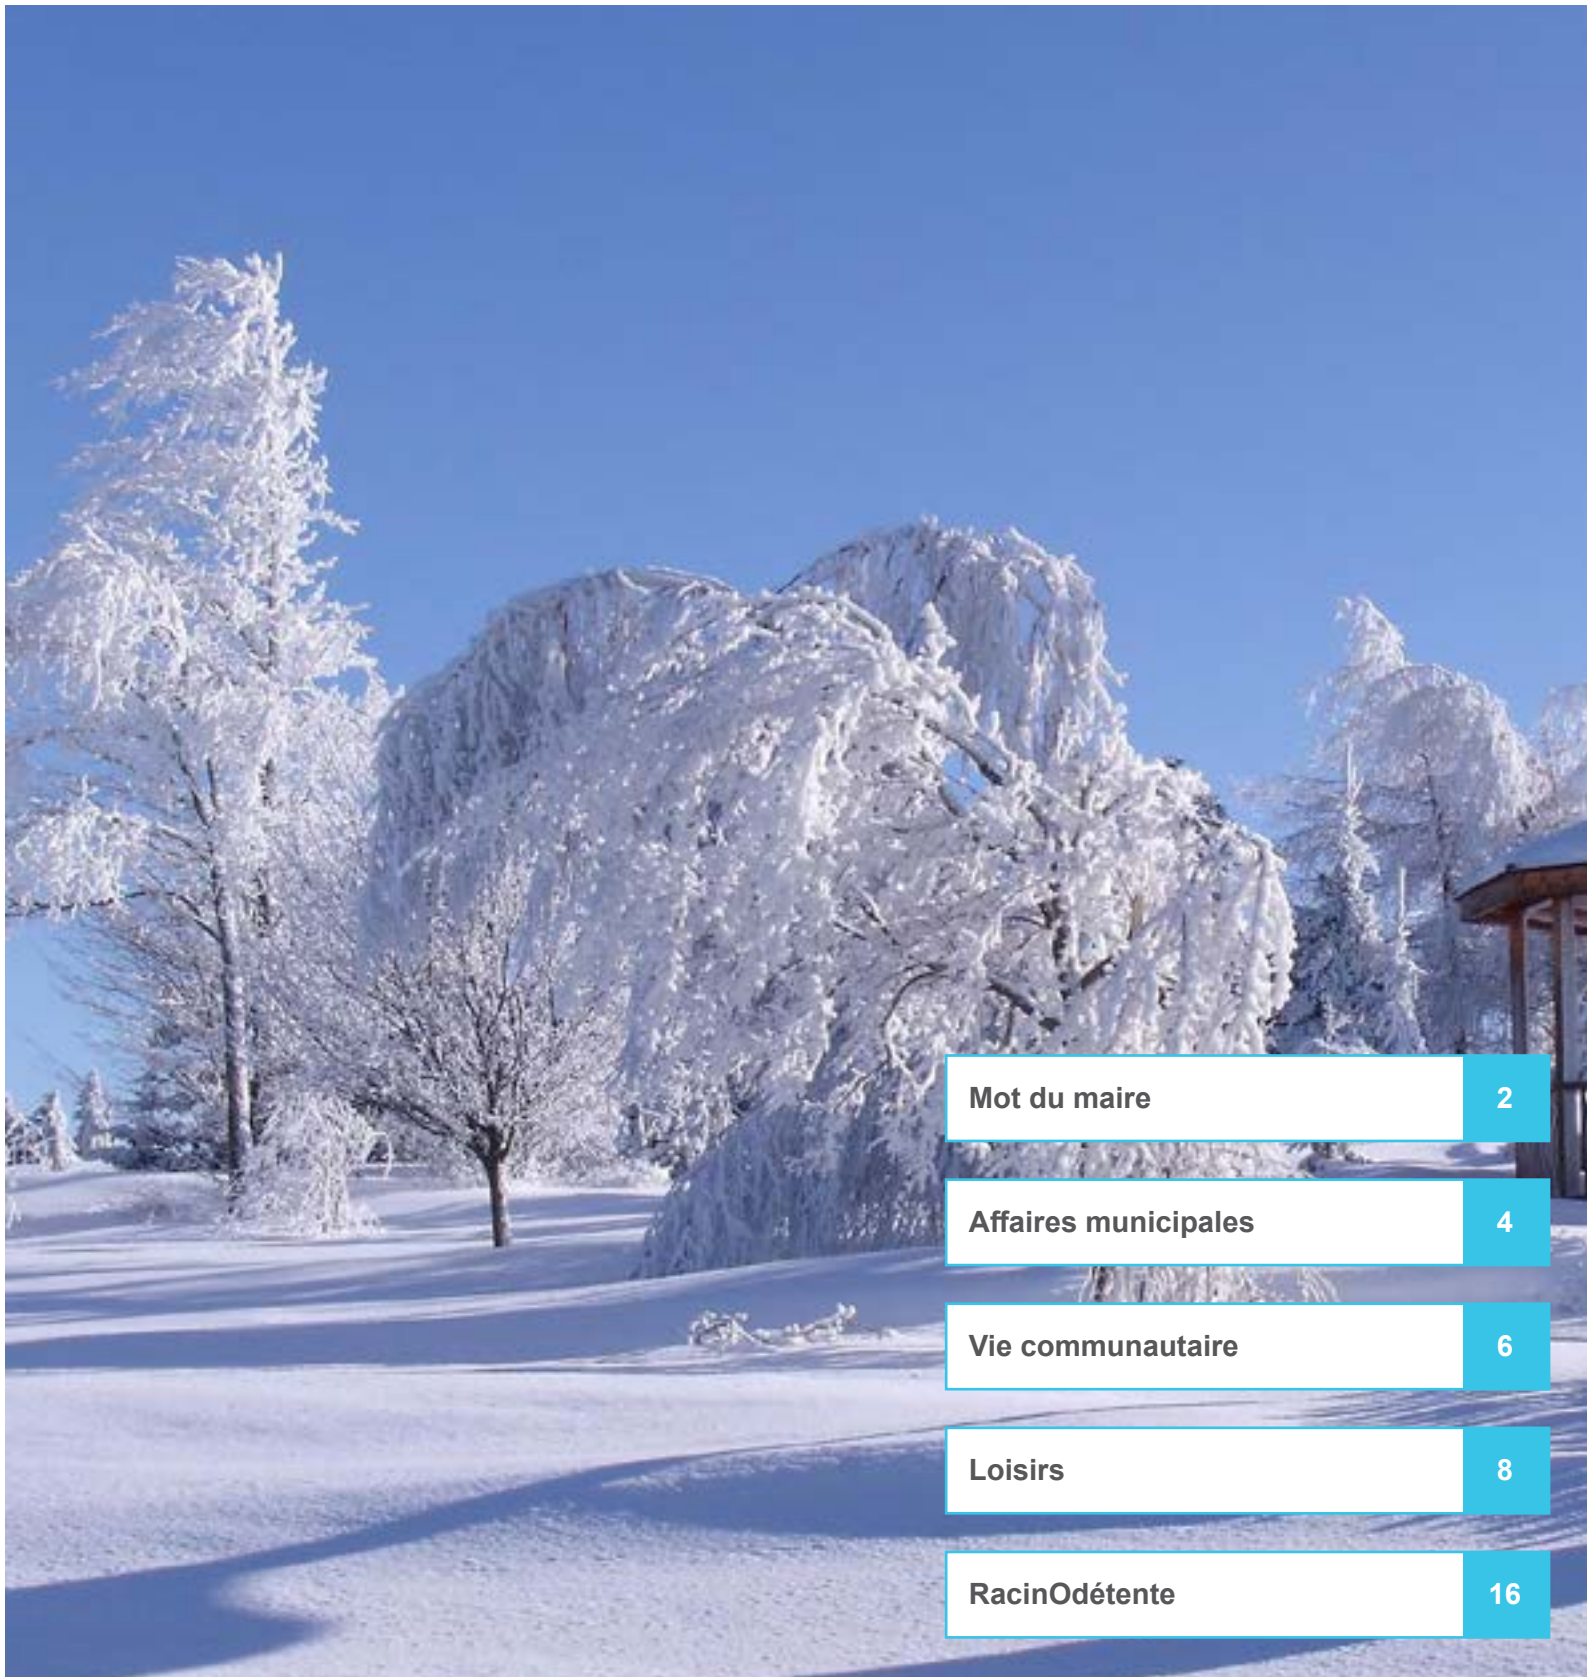 Mot du maire 2
Affaires municipales 4
Vie communautaire 6
Loisirs 8
RacinOdétente 16